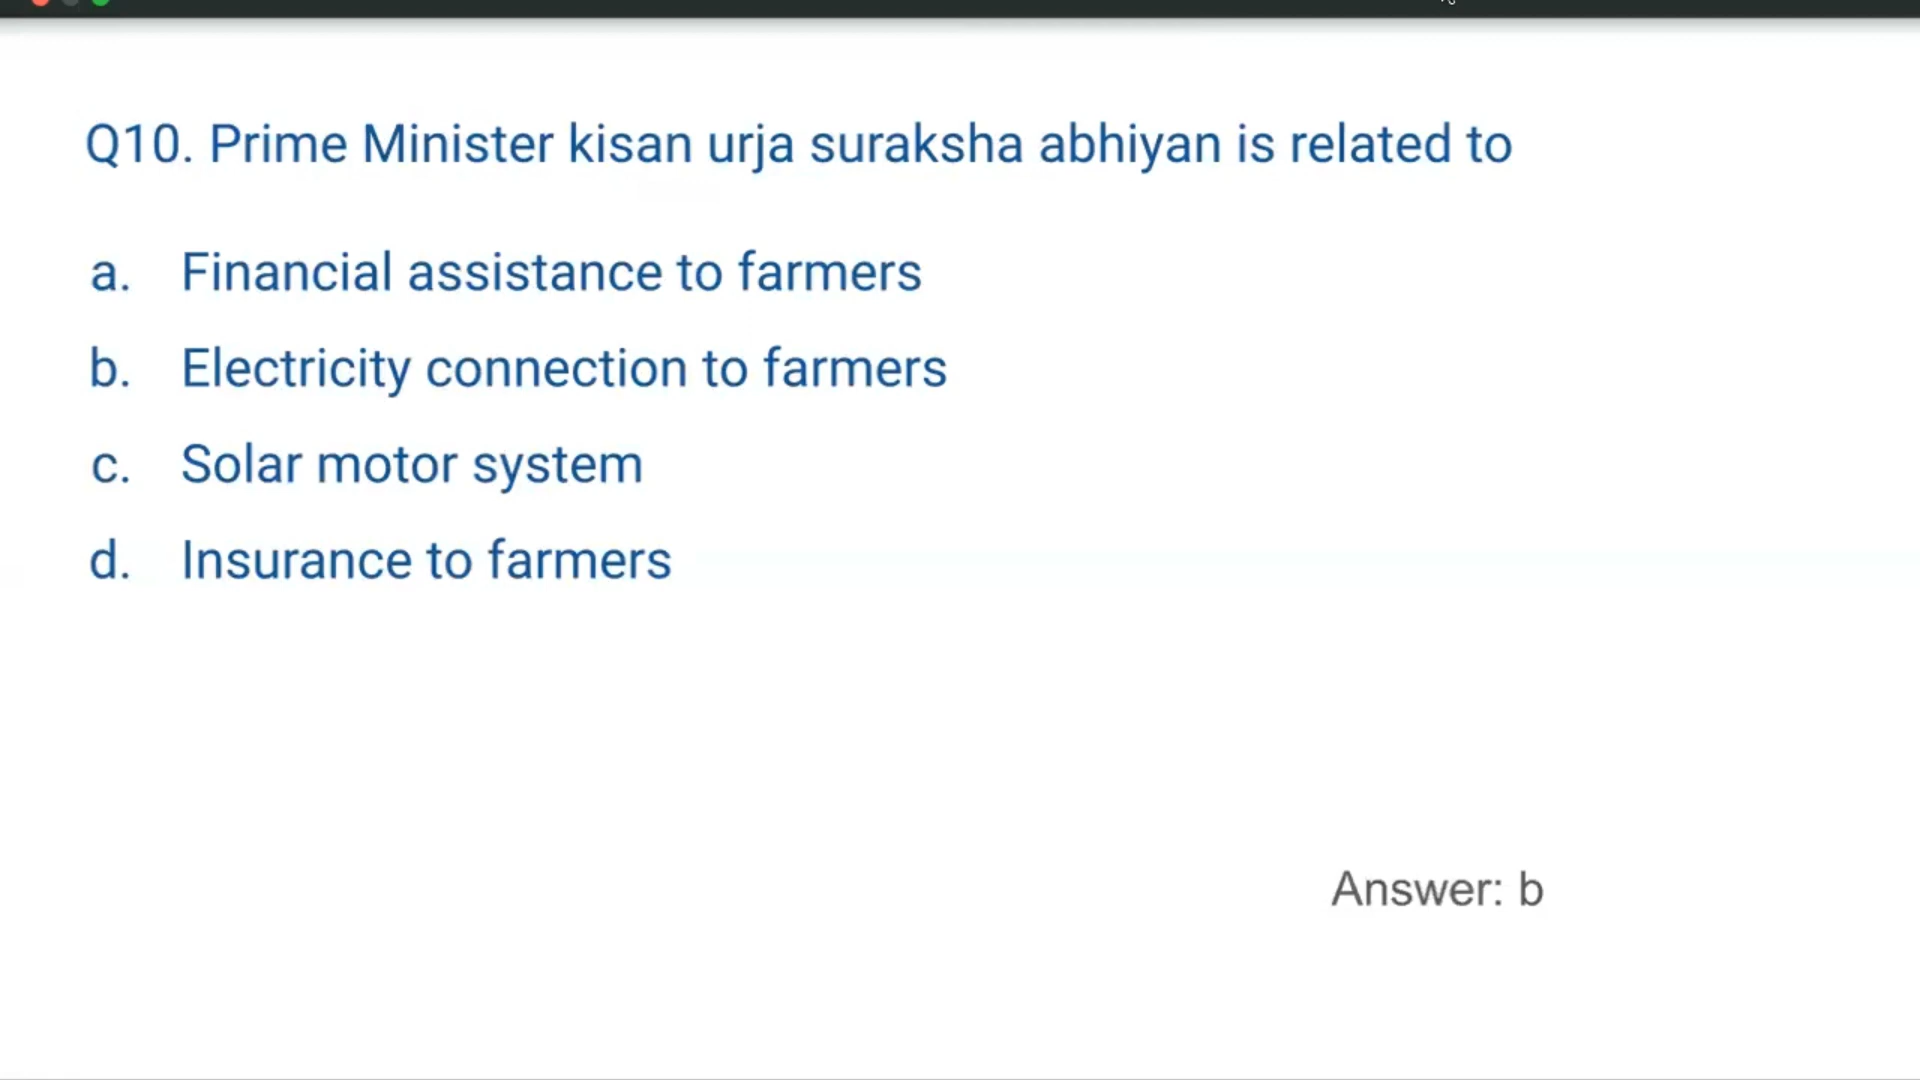 Q10. Prime Minister kisan urja suraksha abhiyan is related to
a. Financial assistance to farmers
b. Electricity connection to farmers
c. Solar motor system
d. Insurance to farmers
Answer: b